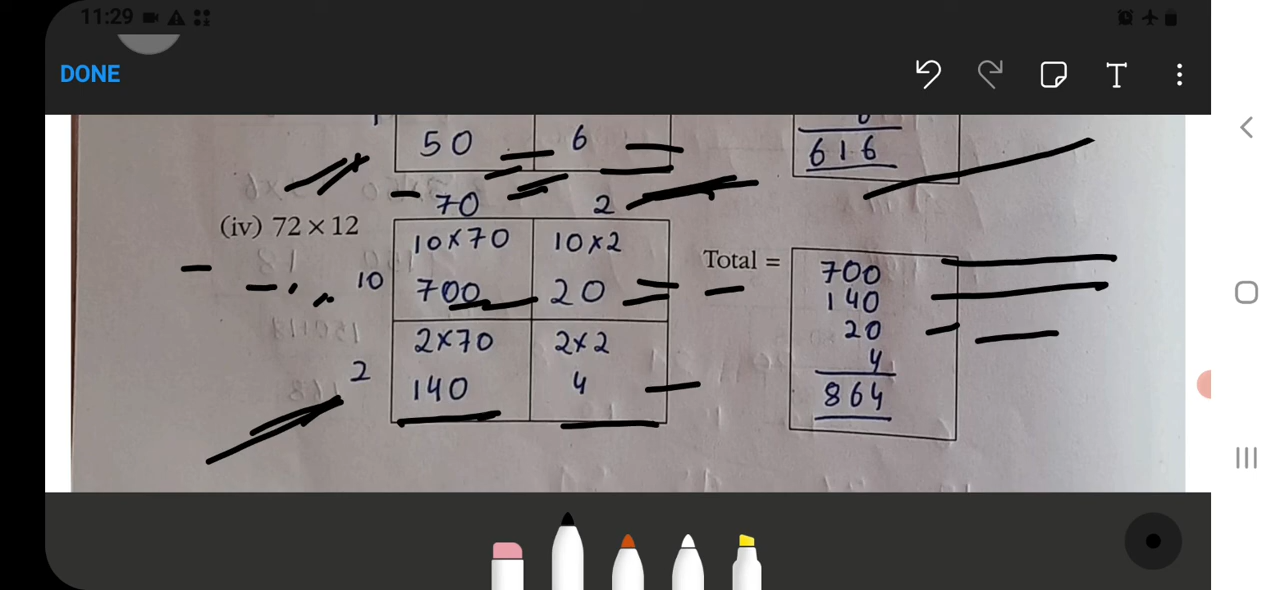 11:29
DONE
T
50 6
616
70 2
(iv) 72 × 12
10×70 10×2
Total =
10 700 20
700
140
20
4
864
2×70 2×2
2 140 4